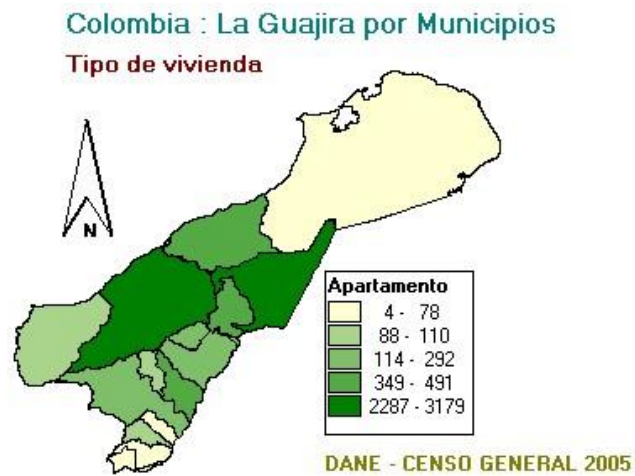 Colombia : La Guajira por Municipios
Tipo de vivienda
N
Apartamento
4 - 78
88 - 110
114 - 292
349 - 491
2287 - 3179
DANE - CENSO GENERAL 2005